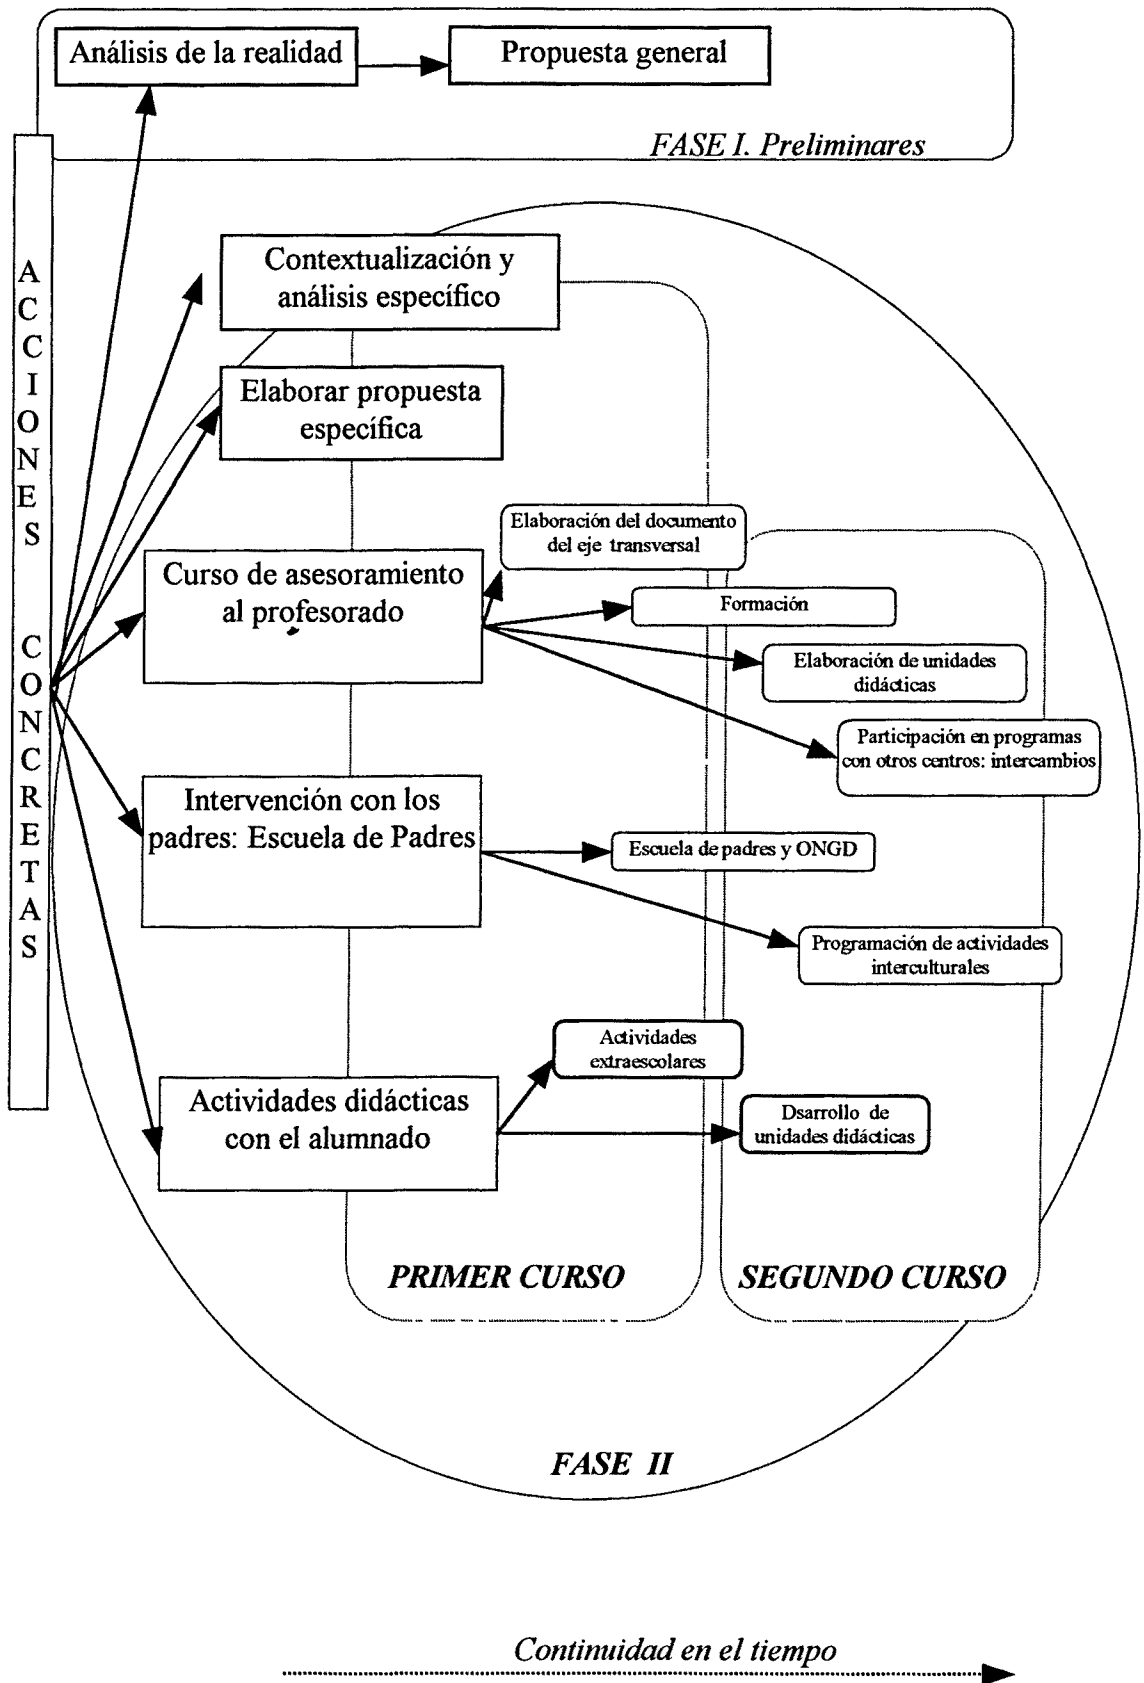 Análisis de la realidad
Propuesta general
FASE I. Preliminares
ACCIONES CONCRETAS
Contextualización y
análisis específico
Elaborar propuesta
específica
Elaboración del documento
del eje transversal
Curso de asesoramiento
al profesorado
Formación
Elaboración de unidades
didácticas
Participación en programas
con otros centros: intercambios
Intervención con los
padres: Escuela de Padres
Escuela de padres y ONGD
Programación de actividades
interculturales
Actividades
extraescolares
Actividades didácticas
con el alumnado
Dsarrollo de
unidades didácticas
PRIMER CURSO
SEGUNDO CURSO
FASE II
Continuidad en el tiempo